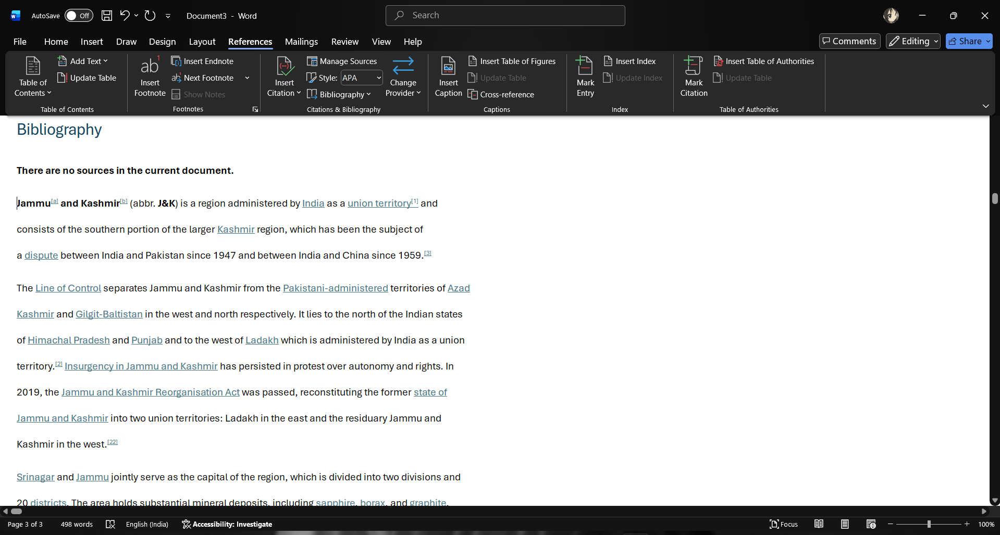 AutoSave Off Document3 - Word Search
File Home Insert Draw Design Layout References Mailings Review View Help Comments Editing Share
Table of Contents
Add Text
Update Table
Table of Contents
ab1
Insert Footnote
Insert Endnote
ab Next Footnote
Show Notes
Footnotes
Insert Citation
Manage Sources
Style: APA
Bibliography
Change Provider
Citations & Bibliography
Insert Caption
Insert Table of Figures
Update Table
Cross-reference
Captions
Mark Entry
Insert Index
Update Index
Index
Mark Citation
Insert Table of Authorities
Update Table
Table of Authorities
Bibliography
There are no sources in the current document.
Jammu[a] and Kashmir[b] (abbr. J&K) is a region administered by India as a union territory[1] and
consists of the southern portion of the larger Kashmir region, which has been the subject of
a dispute between India and Pakistan since 1947 and between India and China since 1959.[3]
The Line of Control separates Jammu and Kashmir from the Pakistani-administered territories of Azad
Kashmir and Gilgit-Baltistan in the west and north respectively. It lies to the north of the Indian states
of Himachal Pradesh and Punjab and to the west of Ladakh which is administered by India as a union
territory.[2] Insurgency in Jammu and Kashmir has persisted in protest over autonomy and rights. In
2019, the Jammu and Kashmir Reorganisation Act was passed, reconstituting the former state of
Jammu and Kashmir into two union territories: Ladakh in the east and the residuary Jammu and
Kashmir in the west.[22]
Srinagar and Jammu jointly serve as the capital of the region, which is divided into two divisions and
20 districts. The area holds substantial mineral deposits, including sapphire, borax, and graphite.
Page 3 of 3 498 words English (India) Accessibility: Investigate Focus 100%